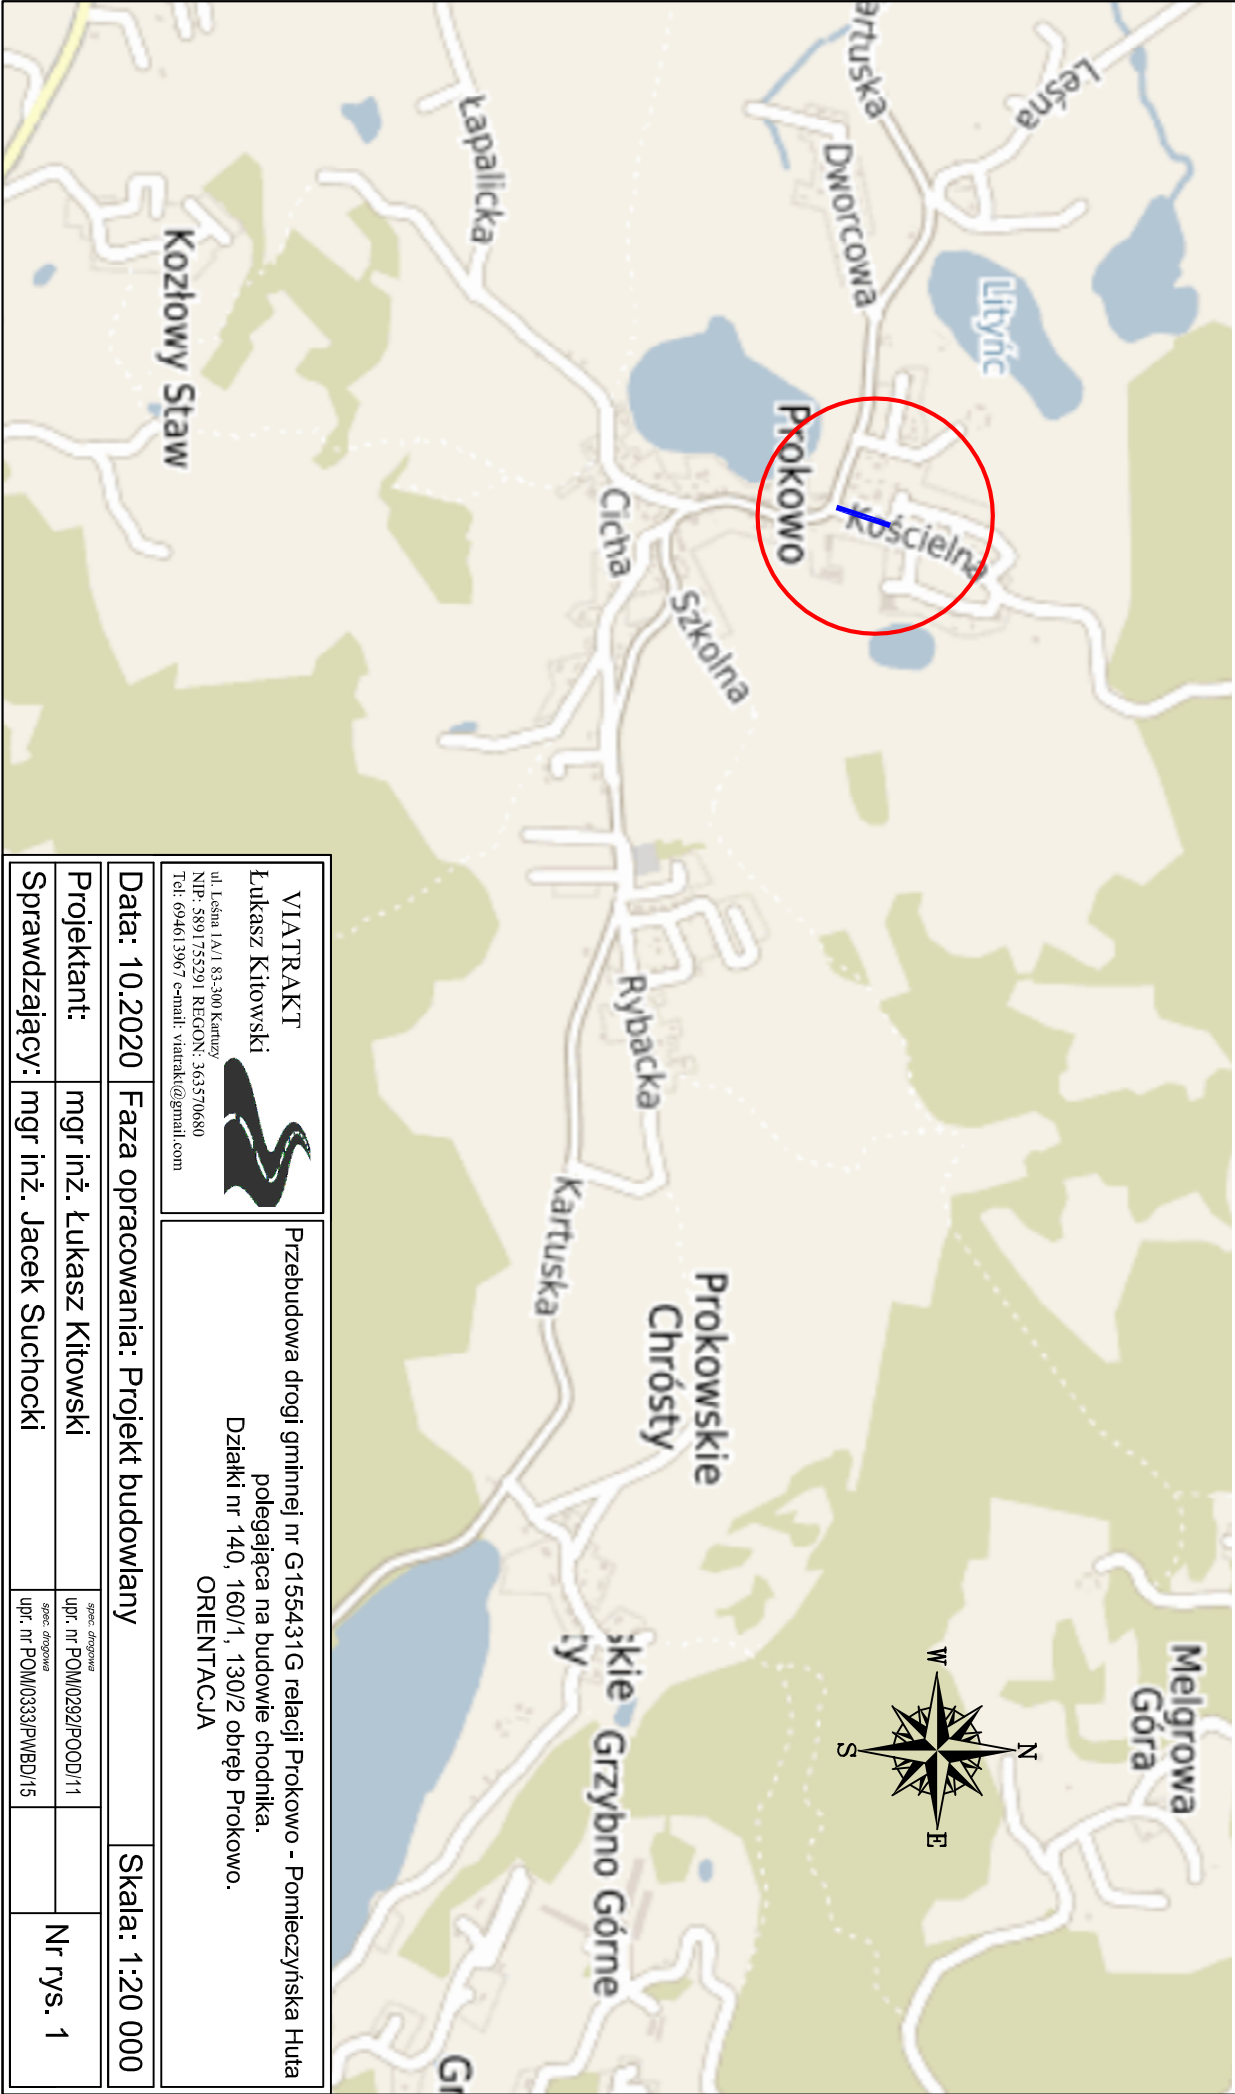 artuska
Leśna
Dworcowa
Łapalicka
Lityńc
Kozłowy Staw
Prokowo
Kościelna
Cicha
Szkolna
Rybacka
Kartuska
Prokowskie
Chrósty
skie
ty
Grzybno Górne
Gr
Melgrowa
Góra
N
W
E
S
VIATRAKT
Łukasz Kitowski
ul. Leśna 1A/1 83-300 Kartuzy
NIP: 5891755291 REGON: 363570680
Tel: 694613967 e-mail: viatrakt@gmail.com
Przebudowa drogi gminnej nr G155431G relacji Prokowo - Pomieczyńska Huta
polegająca na budowie chodnika.
Działki nr 140, 160/1, 130/2 obręb Prokowo.
ORIENTACJA
Data: 10.2020
Faza opracowania: Projekt budowlany
Skala: 1:20 000
Projektant:
mgr inż. Łukasz Kitowski
spec. drogowa
upr. nr POM/0292/POOD/11
Sprawdzający:
mgr inż. Jacek Suchocki
spec. drogowa
upr. nr POM/0333/PWBD/15
Nr rys. 1